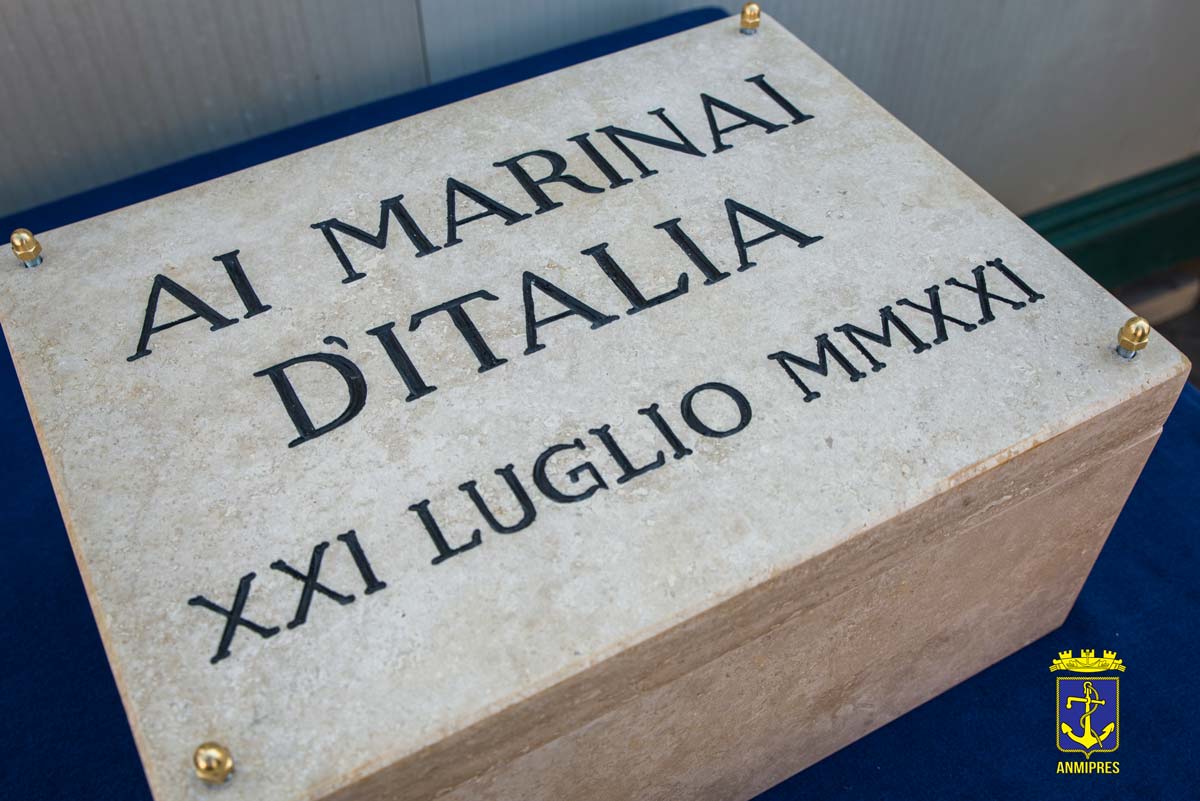 AI MARINAI
D'ITALIA
XXI LUGLIO MMXXI
ANMIPRES